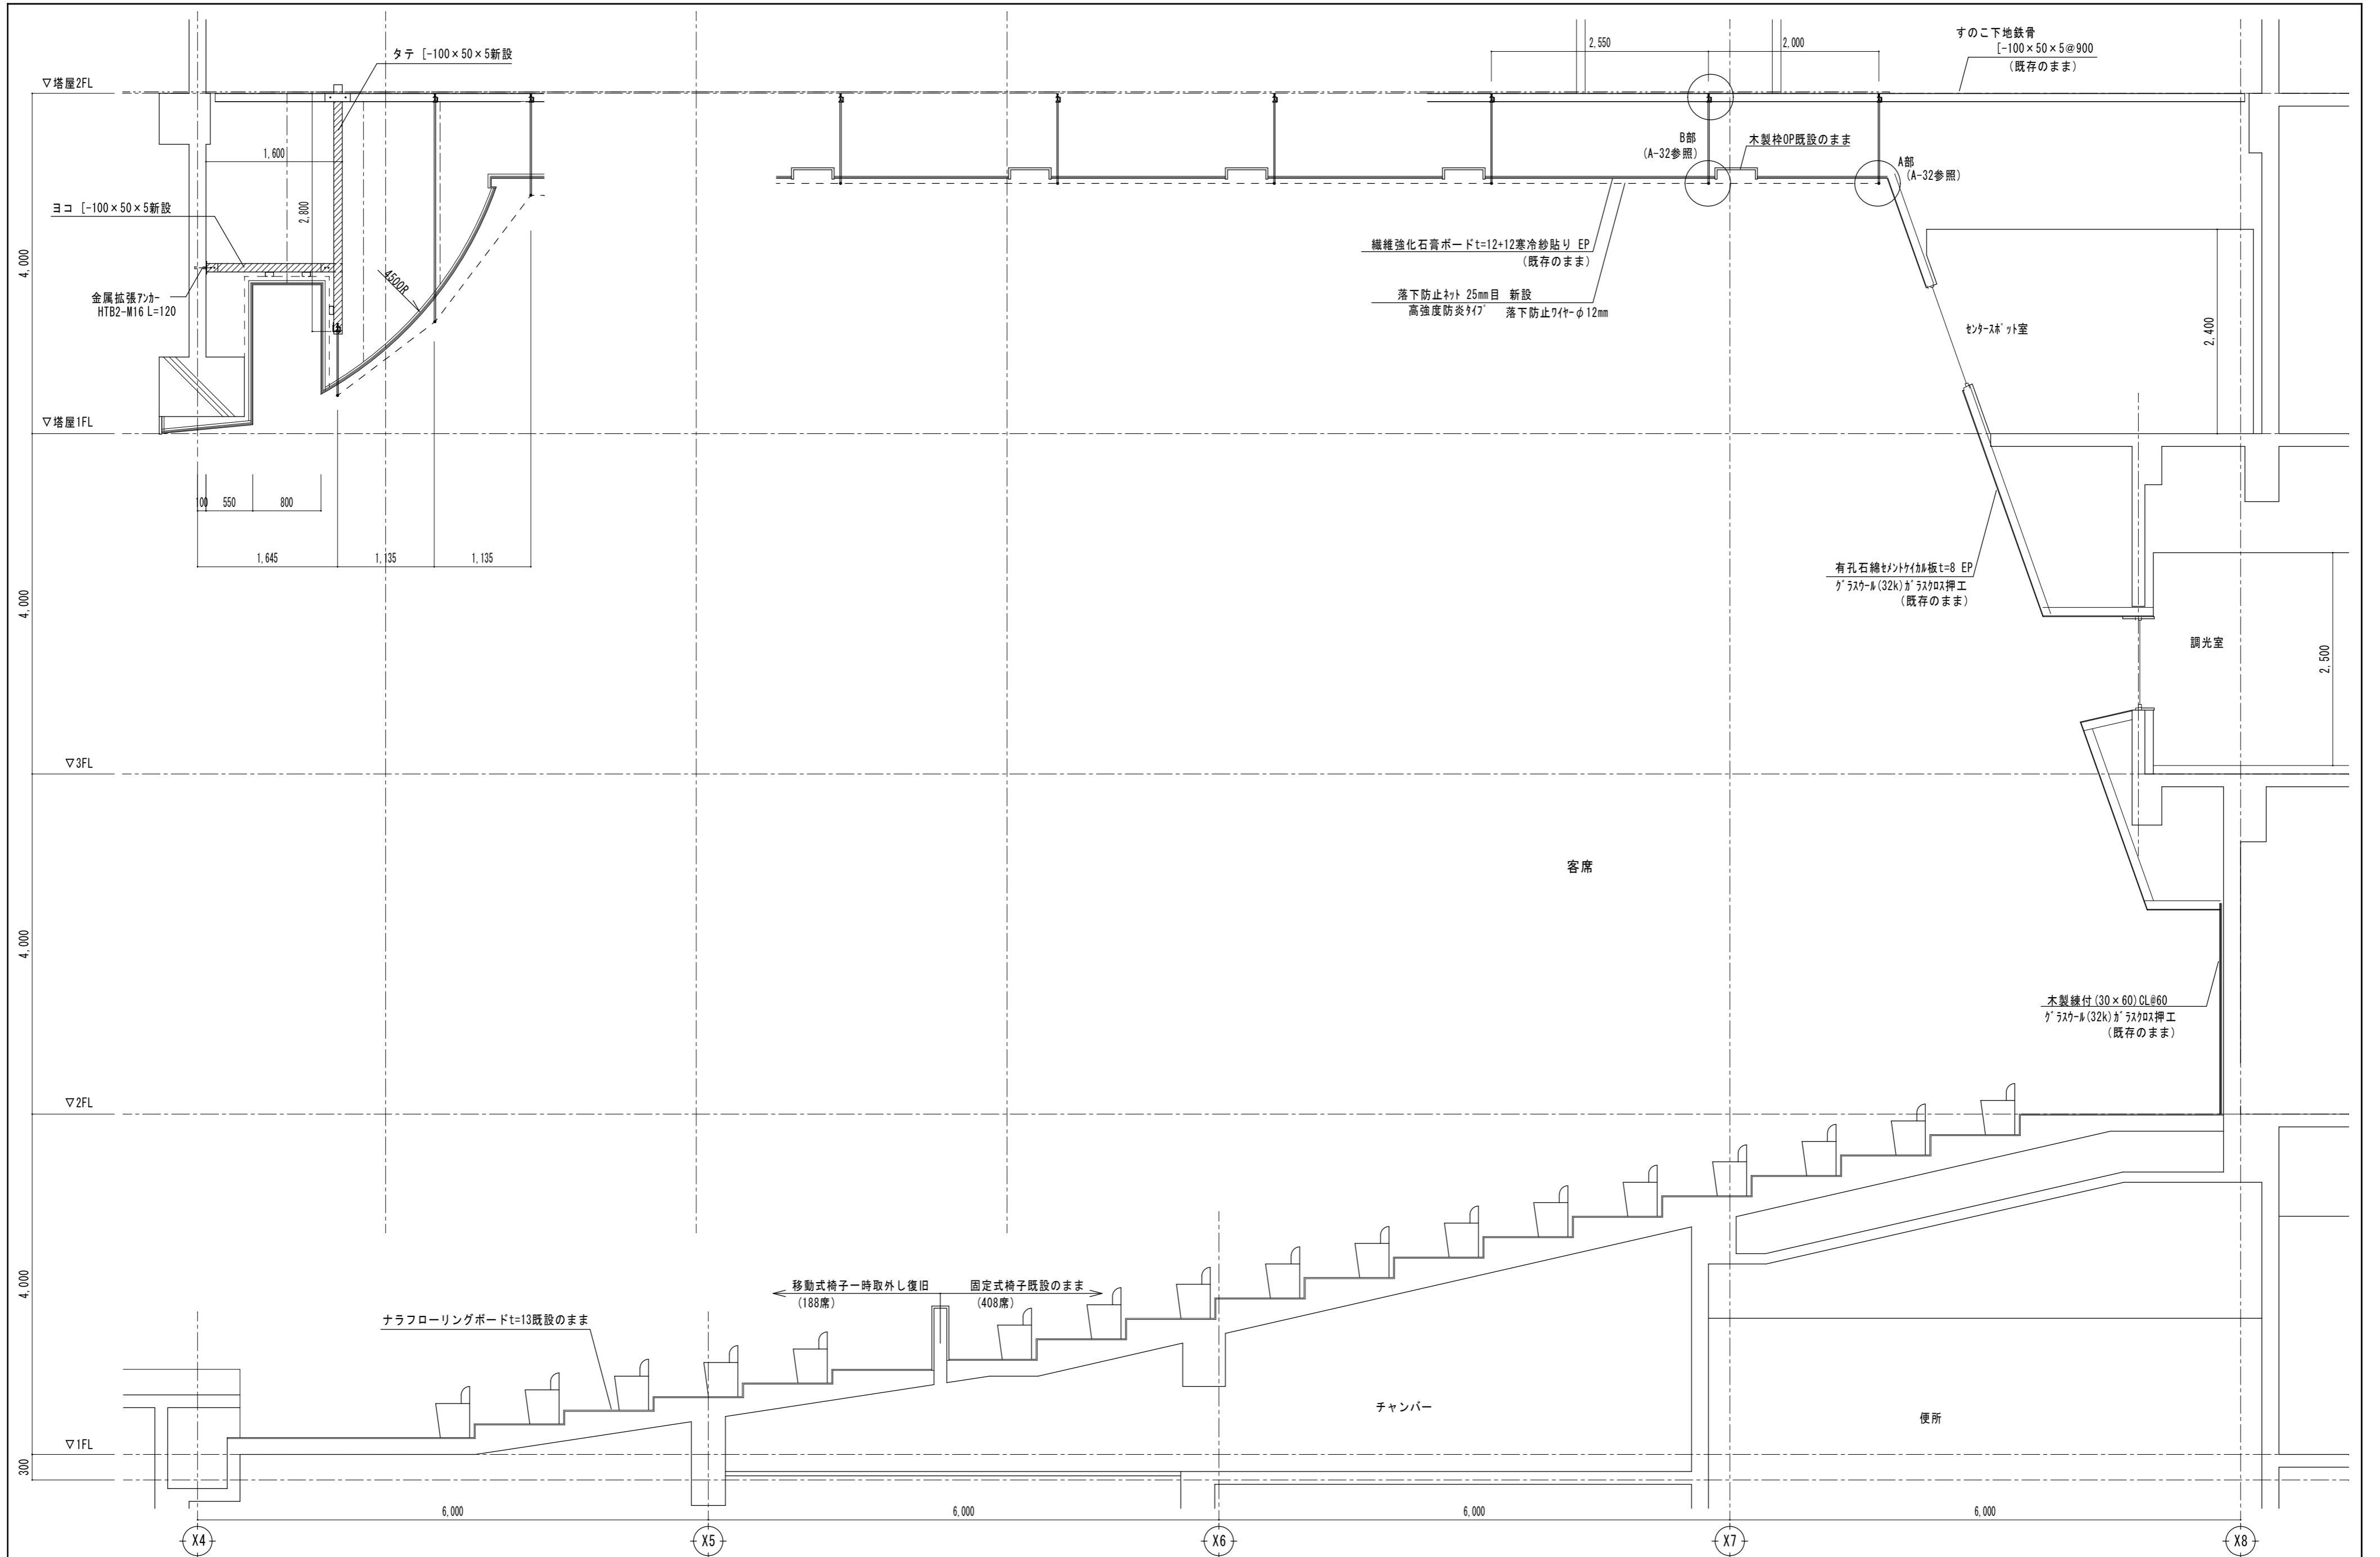 すのこ下地鉄骨
[-100×50×5@900
(既存のまま)
2,550
2,000
タテ [-100×50×5新設
▽塔屋2FL
B部
(A-32参照)
木製枠OP既設のまま
A部
(A-32参照)
1,600
2,800
ヨコ [-100×50×5新設
4,000
4500R
繊維強化石膏ボードt=12+12寒冷紗貼り EP
(既存のまま)
金属拡張アンカー
HTB2-M16 L=120
落下防止ネット 25mm目 新設
高強度防炎タイプ 落下防止ワイヤーφ12mm
センタースポット室
2,400
▽塔屋1FL
100
550
800
1,645
1,135
1,135
有孔石綿セメントケイカル板t=8 EP
グラスウール(32k)ガラスクロス押エ
(既存のまま)
4,000
調光室
2,500
▽3FL
客席
4,000
木製練付(30×60)CL@60
グラスウール(32k)ガラスクロス押エ
(既存のまま)
▽2FL
4,000
移動式椅子一時取外し復旧
(188席)
固定式椅子既設のまま
(408席)
ナラフローリングボードt=13既設のまま
チャンバー
便所
▽1FL
300
6,000
6,000
6,000
6,000
X4
X5
X6
X7
X8